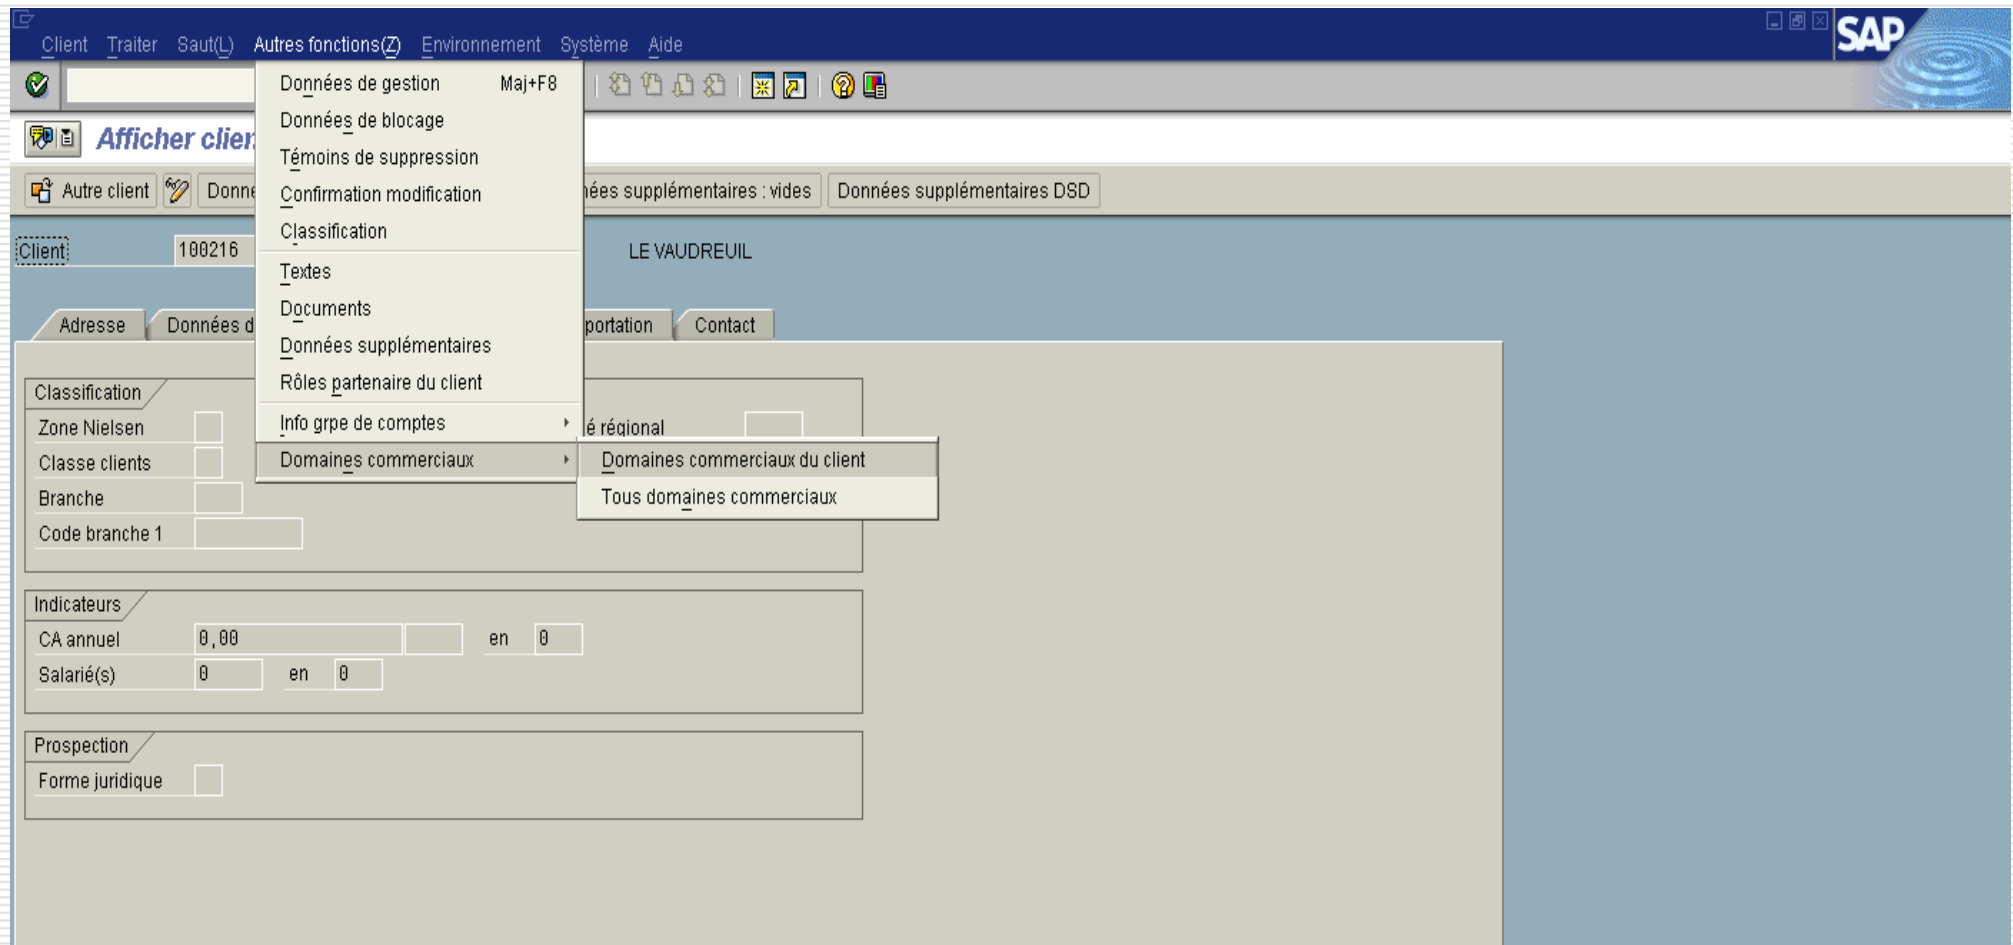 Client Traiter Saut(L) Autres fonctions(Z) Environnement Système Aide
SAP
Données de gestion Maj+F8
Données de blocage
Afficher clien
Témoins de suppression
Autre client Donné Confirmation modification nées supplémentaires : vides Données supplémentaires DSD
Classification
Client 100216 LE VAUDREUIL
Textes
Documents
Adresse Données d portation Contact
Données supplémentaires
Rôles partenaire du client
Classification
Zone Nielsen Info grpe de comptes é régional
Classe clients Domaines commerciaux Domaines commerciaux du client
Branche Tous domaines commerciaux
Code branche 1
Indicateurs
CA annuel 0,00 en 0
Salarié(s) 0 en 0
Prospection
Forme juridique